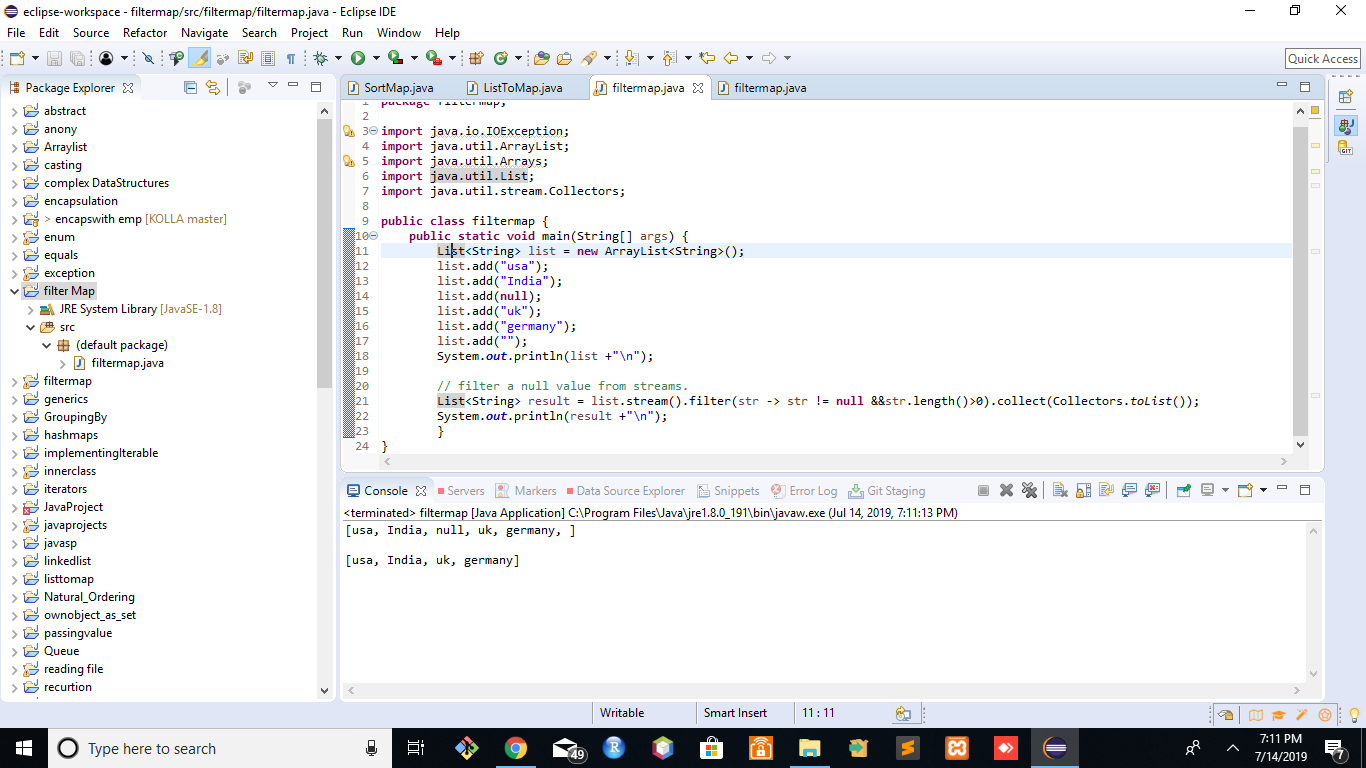 eclipse-workspace - filtermap/src/filtermap/filtermap.java - Eclipse IDE
File Edit Source Refactor Navigate Search Project Run Window Help
Quick Access
Package Explorer
SortMap.java ListToMap.java filtermap.java filtermap.java
abstract
anony
Arraylist
casting
complex DataStructures
encapsulation
> encapswith emp [KOLLA master]
enum
equals
exception
filter Map
JRE System Library [JavaSE-1.8]
src
(default package)
filtermap.java
filtermap
generics
GroupingBy
hashmaps
implementingIterable
innerclass
iterators
JavaProject
javaprojects
javasp
linkedlist
listtomap
Natural_Ordering
ownobject_as_set
passingvalue
Queue
reading file
recurtion
1 package filtermap;
2
3 import java.io.IOException;
4 import java.util.ArrayList;
5 import java.util.Arrays;
6 import java.util.List;
7 import java.util.stream.Collectors;
8
9 public class filtermap {
10 public static void main(String[] args) {
11 List<String> list = new ArrayList<String>();
12 list.add("usa");
13 list.add("India");
14 list.add(null);
15 list.add("uk");
16 list.add("germany");
17 list.add("");
18 System.out.println(list +"\n");
19
20 // filter a null value from streams.
21 List<String> result = list.stream().filter(str -> str != null &&str.length()>0).collect(Collectors.toList());
22 System.out.println(result +"\n");
23 }
24 }
Console Servers Markers Data Source Explorer Snippets Error Log Git Staging
<terminated> filtermap [Java Application] C:\Program Files\Java\jre1.8.0_191\bin\javaw.exe (Jul 14, 2019, 7:11:13 PM)
[usa, India, null, uk, germany, ]
[usa, India, uk, germany]
Writable Smart Insert 11 : 11
Type here to search
49
7:11 PM
7/14/2019
7